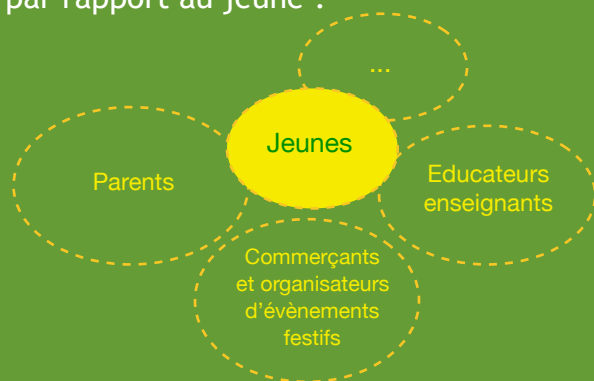 par rapport au jeune :
...
Jeunes
Parents
Educateurs
enseignants
Commerçants
et organisateurs
d'évènements
festifs